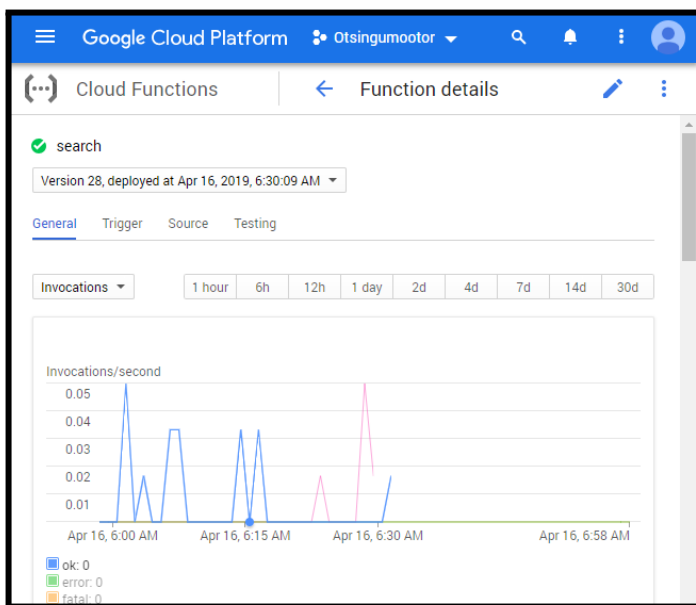 Google Cloud Platform Otsingumootor
Cloud Functions Function details
search
Version 28, deployed at Apr 16, 2019, 6:30:09 AM
General Trigger Source Testing
Invocations 1 hour 6h 12h 1 day 2d 4d 7d 14d 30d
Invocations/second
0.05
0.04
0.03
0.02
0.01
Apr 16, 6:00 AM Apr 16, 6:15 AM Apr 16, 6:30 AM Apr 16, 6:58 AM
ok: 0
error: 0
fatal: 0